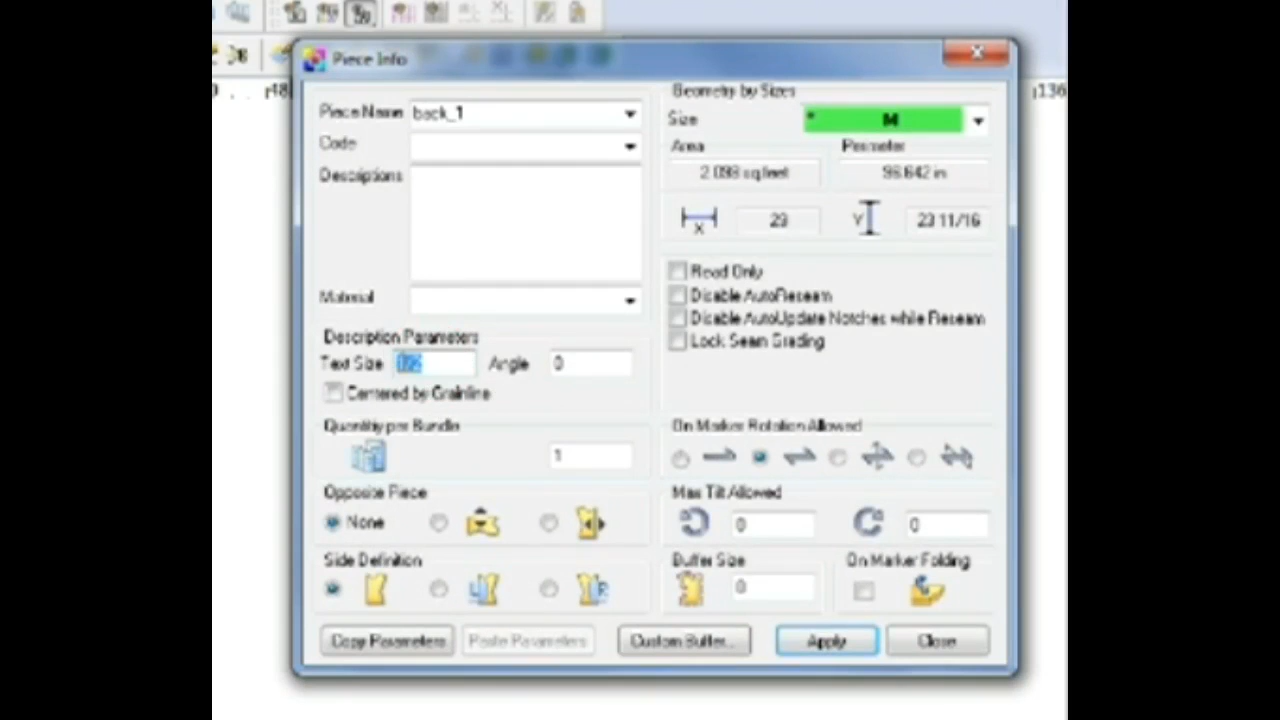 Piece Info
Piece Name back_1
Code
Descriptions
Material
Description Parameters
Text Size Angle 0
Centered by Grainline
Quantitiy per Bundle
1
Opposite Piece
None
Side Definition
Copy Parameters Paste Parameters
Geometry by Sizes
Size * M
Area Perimeter
2.098 sq.feet 96.642 in
X 23 Y 23 11/16
Read Only
Disable AutoReseam
Disable AutoUpdate Notches while Reseam
Lock Seam Grading
On Marker Rotation Allowed
Max Tilt Allowed
0 0
Buffer Size On Marker Folding
0
Custom Buffer... Apply Close